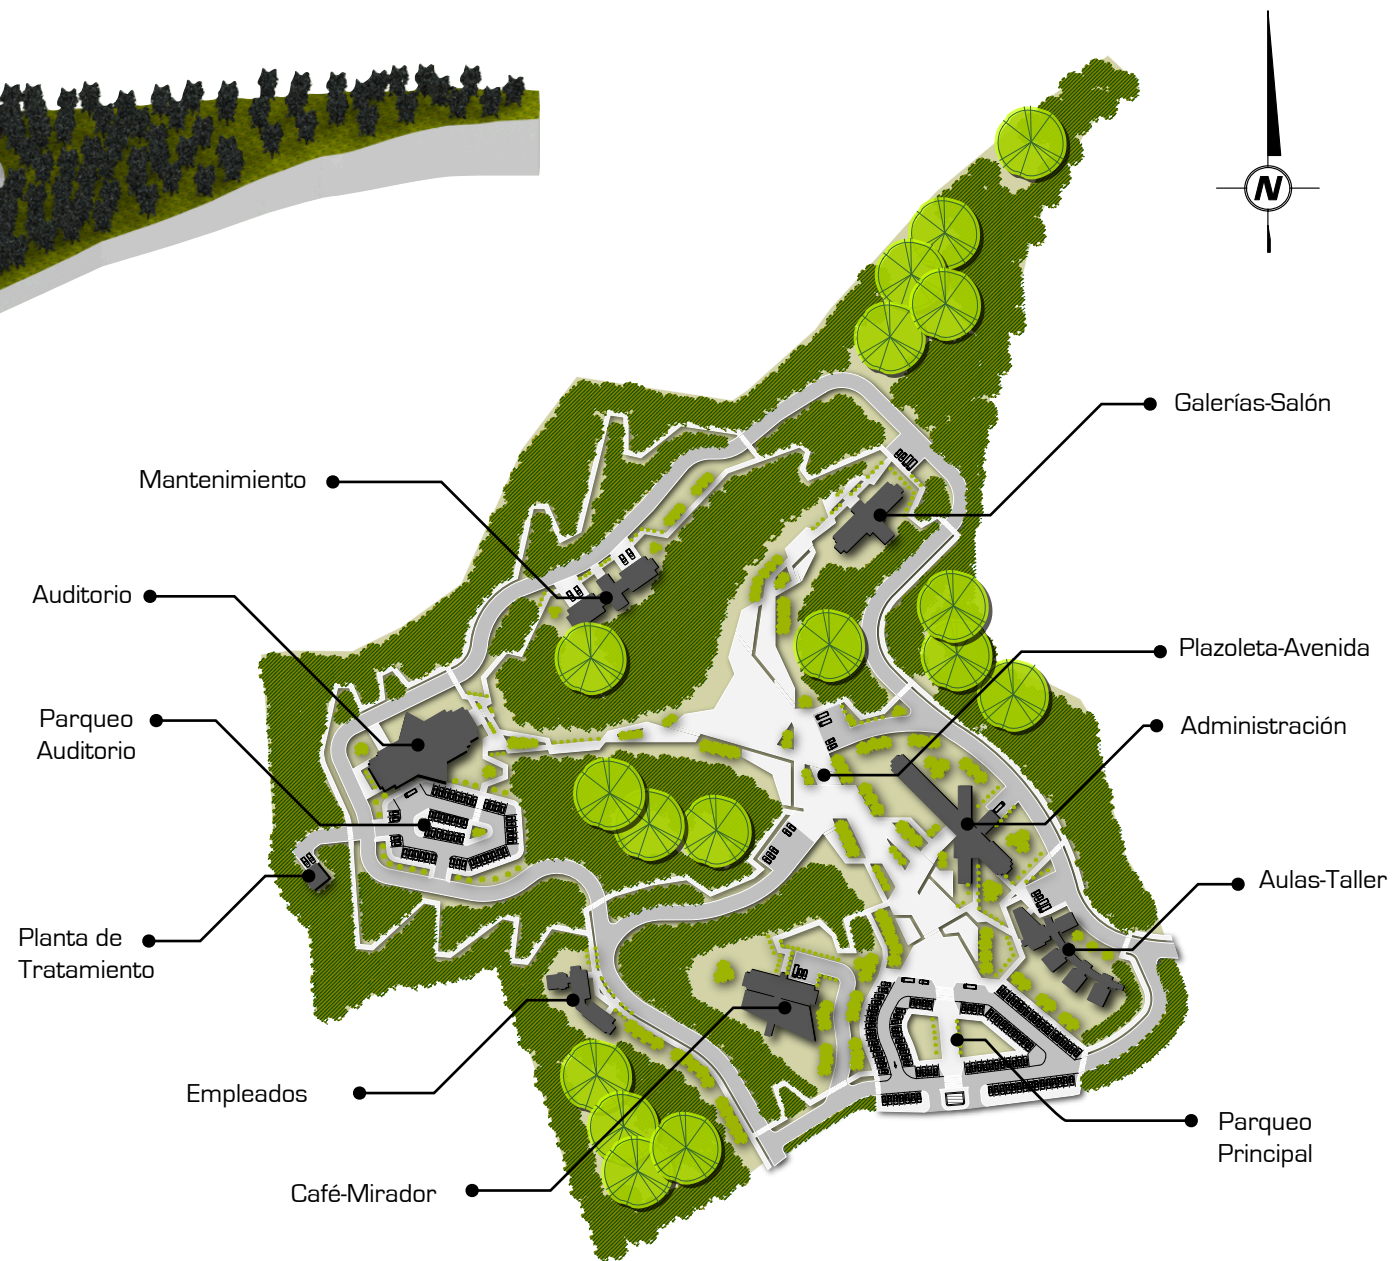 N
Galerías-Salón
Mantenimiento
Auditorio
Plazoleta-Avenida
Parqueo
Auditorio
Administración
Aulas-Taller
Planta de
Tratamiento
Empleados
Parqueo
Principal
Café-Mirador